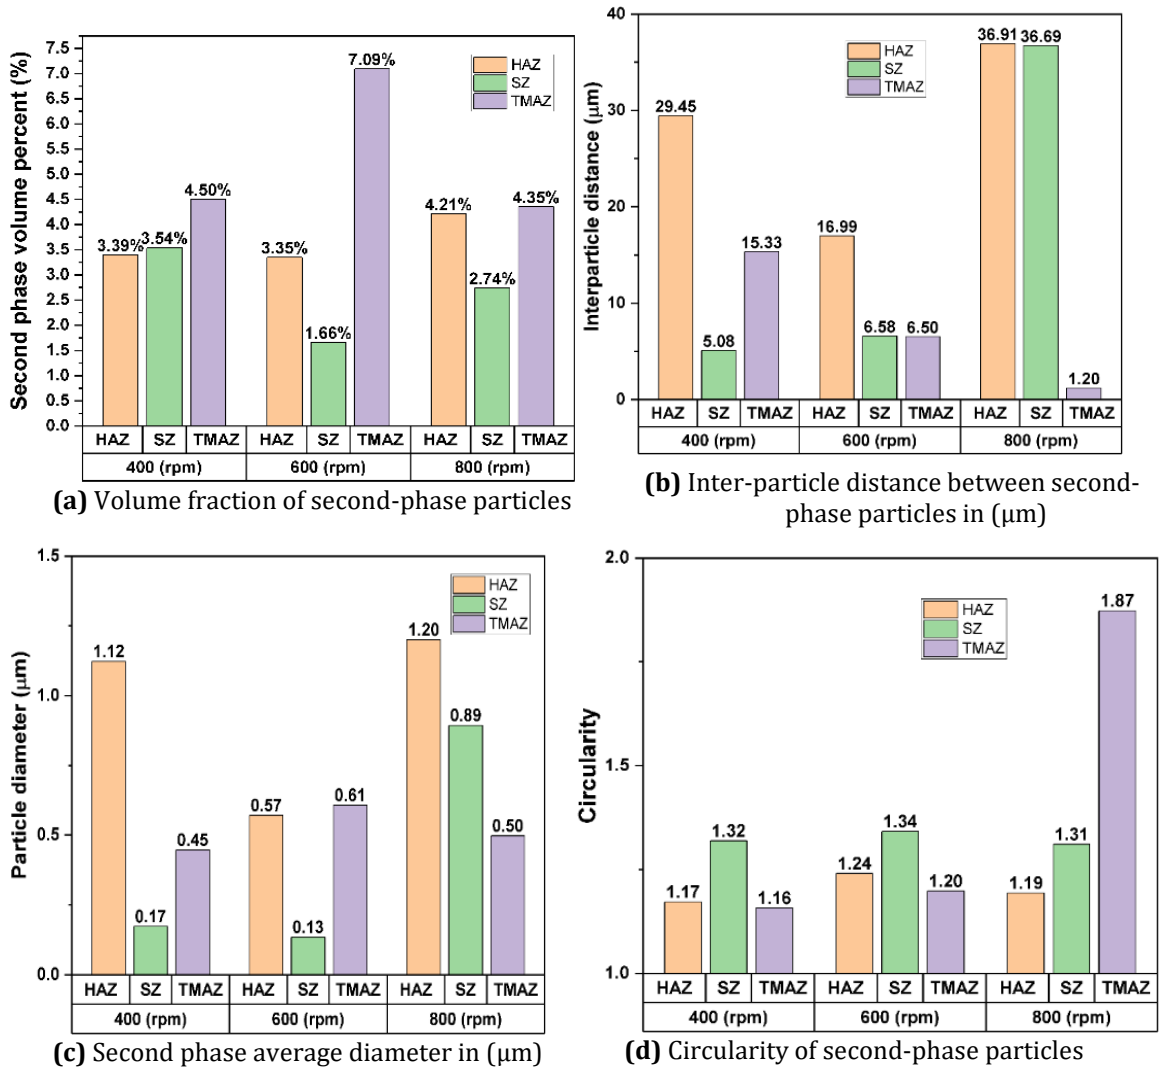 Second phase volume percent (%)
7.5
7.0
6.5
6.0
5.5
5.0
4.5
4.0
3.5
3.0
2.5
2.0
1.5
1.0
0.5
0.0
HAZ
SZ
TMAZ
3.39%
3.54%
4.50%
3.35%
1.66%
7.09%
4.21%
2.74%
4.35%
HAZ SZ TMAZ HAZ SZ TMAZ HAZ SZ TMAZ
400 (rpm) 600 (rpm) 800 (rpm)
(a) Volume fraction of second-phase particles
Interparticle distance (μm)
40
30
20
10
0
HAZ
SZ
TMAZ
29.45
5.08
15.33
16.99
6.58
6.50
36.91
36.69
1.20
HAZ SZ TMAZ HAZ SZ TMAZ HAZ SZ TMAZ
400 (rpm) 600 (rpm) 800 (rpm)
(b) Inter-particle distance between second-
phase particles in (μm)
Particle diameter (μm)
1.5
1.0
0.5
0.0
HAZ
SZ
TMAZ
1.12
0.17
0.45
0.57
0.13
0.61
1.20
0.89
0.50
HAZ SZ TMAZ HAZ SZ TMAZ HAZ SZ TMAZ
400 (rpm) 600 (rpm) 800 (rpm)
(c) Second phase average diameter in (μm)
Circularity
2.0
1.5
1.0
HAZ
SZ
TMAZ
1.17
1.32
1.16
1.24
1.34
1.20
1.19
1.31
1.87
HAZ SZ TMAZ HAZ SZ TMAZ HAZ SZ TMAZ
400 (rpm) 600 (rpm) 800 (rpm)
(d) Circularity of second-phase particles